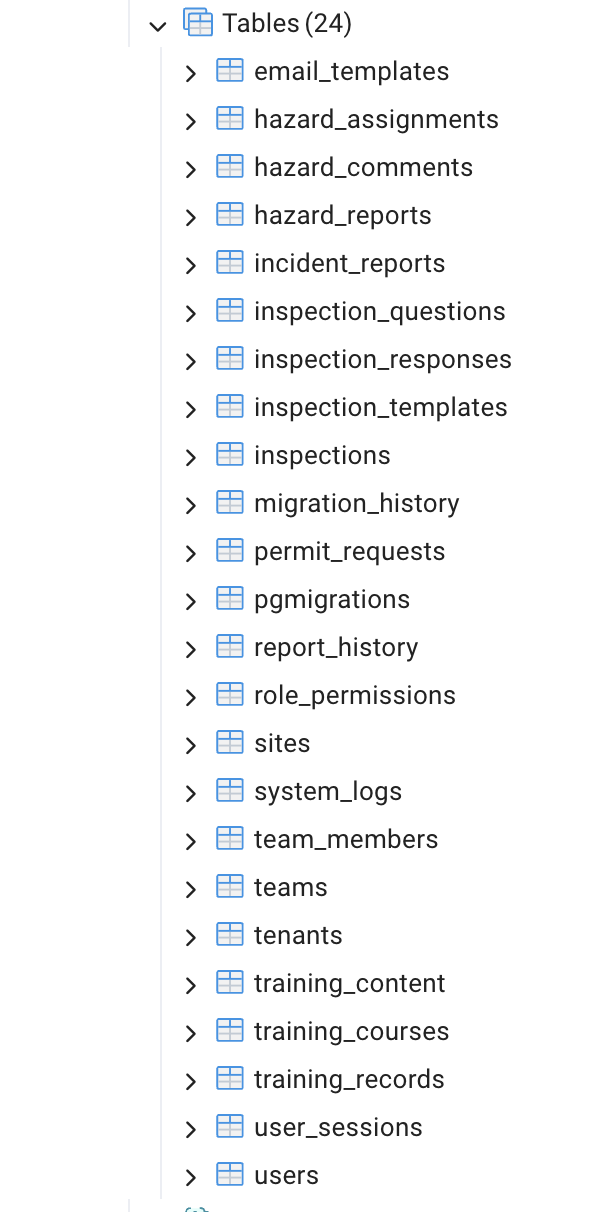 Tables (24)
email_templates
hazard_assignments
hazard_comments
hazard_reports
incident_reports
inspection_questions
inspection_responses
inspection_templates
inspections
migration_history
permit_requests
pgmigrations
report_history
role_permissions
sites
system_logs
team_members
teams
tenants
training_content
training_courses
training_records
user_sessions
users